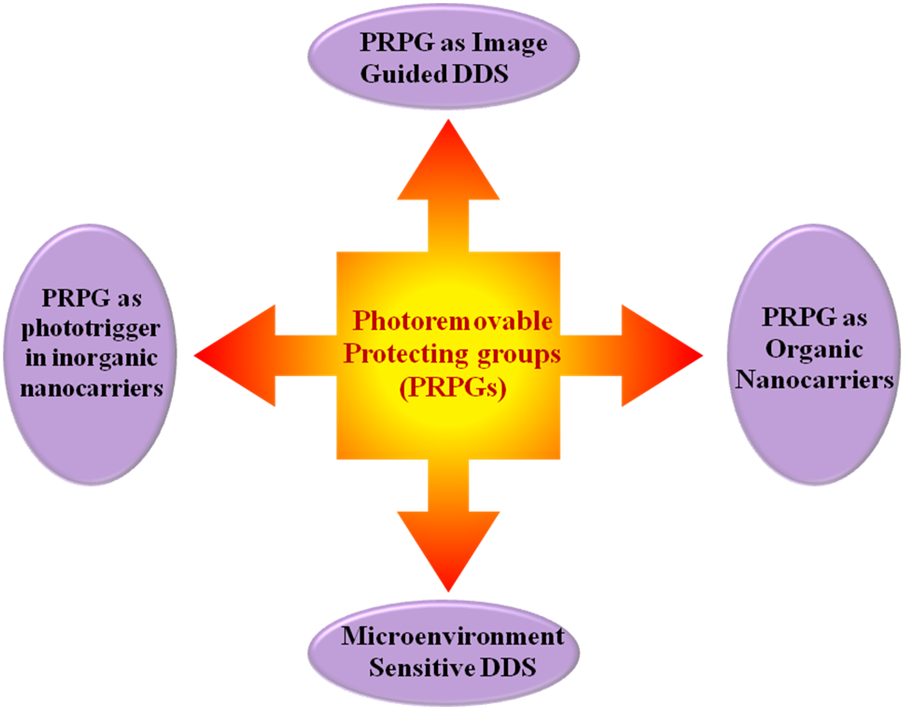 PRPG as Image
Guided DDS
PRPG as
phototrigger
in inorganic
nanocarriers
Photoremovable
Protecting groups
(PRPGs)
PRPG as
Organic
Nanocarriers
Microenvironment
Sensitive DDS